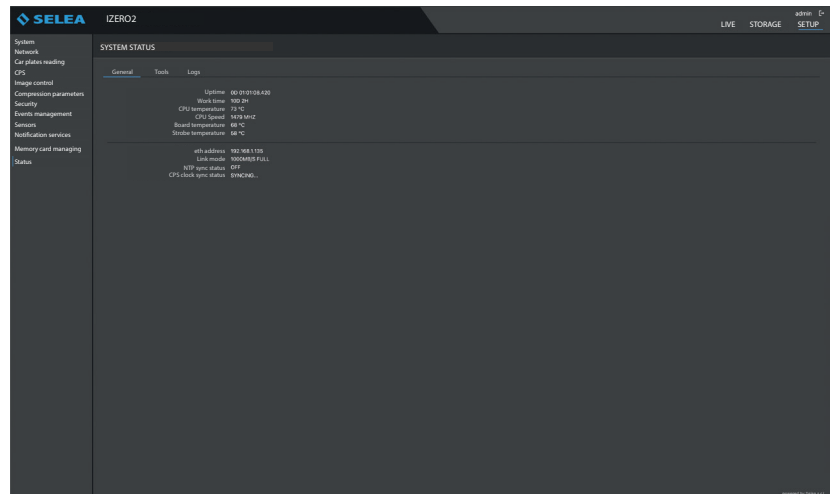 SELEA
IZERO2
admin
LIVE STORAGE SETUP
System
Network
Car plates reading
CPS
Image control
Compression parameters
Security
Events management
Sensors
Notification services
Memory card managing
Status
SYSTEM STATUS
General Tools Logs
Uptime 0D 01:01:08.420
Work time 10D 2H
CPU temperature 73 °C
CPU Speed 1479 MHZ
Board temperature 66 °C
Strobe temperature 58 °C
eth address 192.168.1.135
Link mode 1000MB/S FULL
NTP sync status OFF
CPS clock sync status SYNCING...